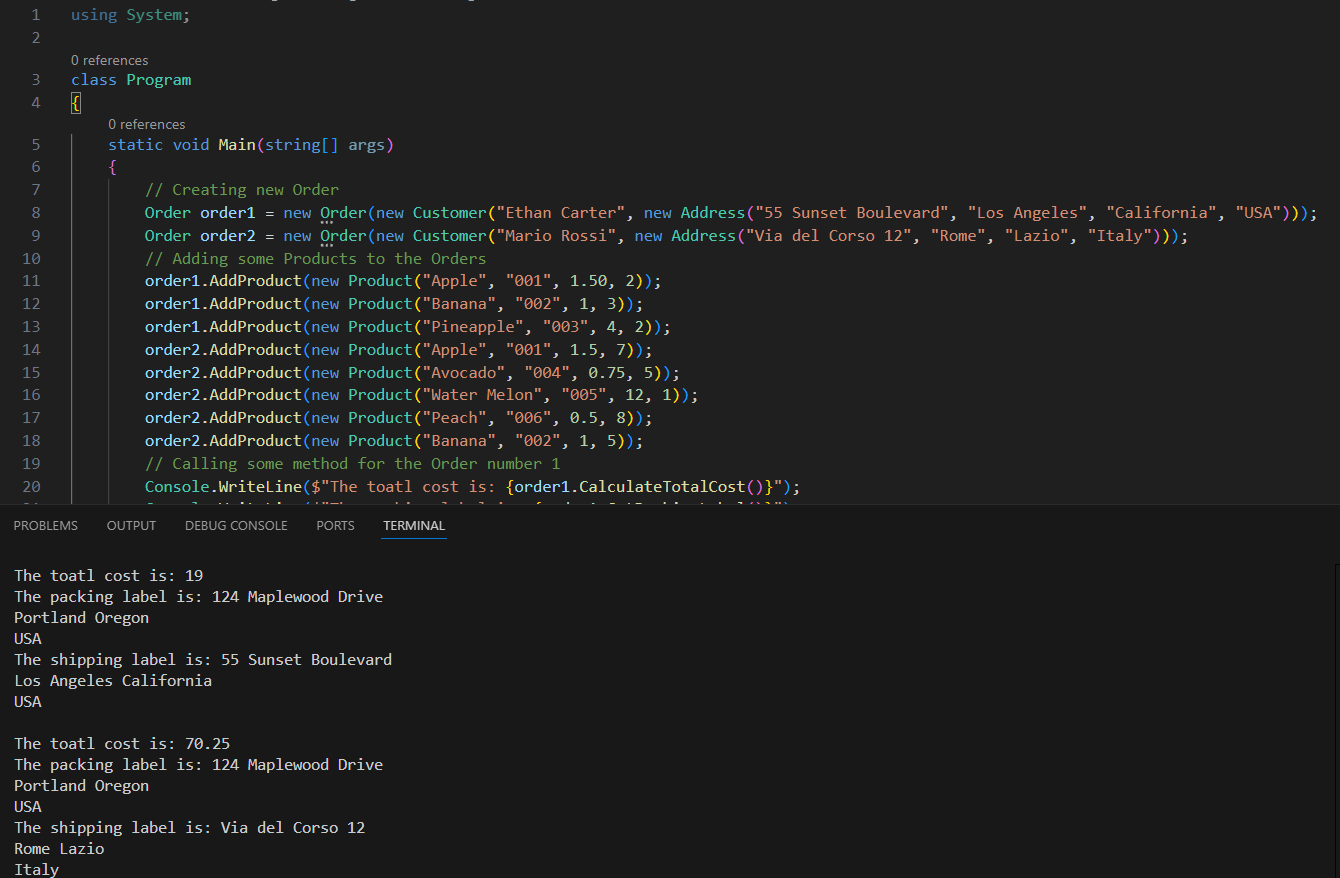 1 using System;
2
0 references
3 class Program
4 {
0 references
5 static void Main(string[] args)
6 {
7 // Creating new Order
8 Order order1 = new Order(new Customer("Ethan Carter", new Address("55 Sunset Boulevard", "Los Angeles", "California", "USA")));
9 Order order2 = new Order(new Customer("Mario Rossi", new Address("Via del Corso 12", "Rome", "Lazio", "Italy")));
10 // Adding some Products to the Orders
11 order1.AddProduct(new Product("Apple", "001", 1.50, 2));
12 order1.AddProduct(new Product("Banana", "002", 1, 3));
13 order1.AddProduct(new Product("Pineapple", "003", 4, 2));
14 order2.AddProduct(new Product("Apple", "001", 1.5, 7));
15 order2.AddProduct(new Product("Avocado", "004", 0.75, 5));
16 order2.AddProduct(new Product("Water Melon", "005", 12, 1));
17 order2.AddProduct(new Product("Peach", "006", 0.5, 8));
18 order2.AddProduct(new Product("Banana", "002", 1, 5));
19 // Calling some method for the Order number 1
20 Console.WriteLine($"The toatl cost is: {order1.CalculateTotalCost()}");
PROBLEMS OUTPUT DEBUG CONSOLE PORTS TERMINAL
The toatl cost is: 19
The packing label is: 124 Maplewood Drive
Portland Oregon
USA
The shipping label is: 55 Sunset Boulevard
Los Angeles California
USA
The toatl cost is: 70.25
The packing label is: 124 Maplewood Drive
Portland Oregon
USA
The shipping label is: Via del Corso 12
Rome Lazio
Italy